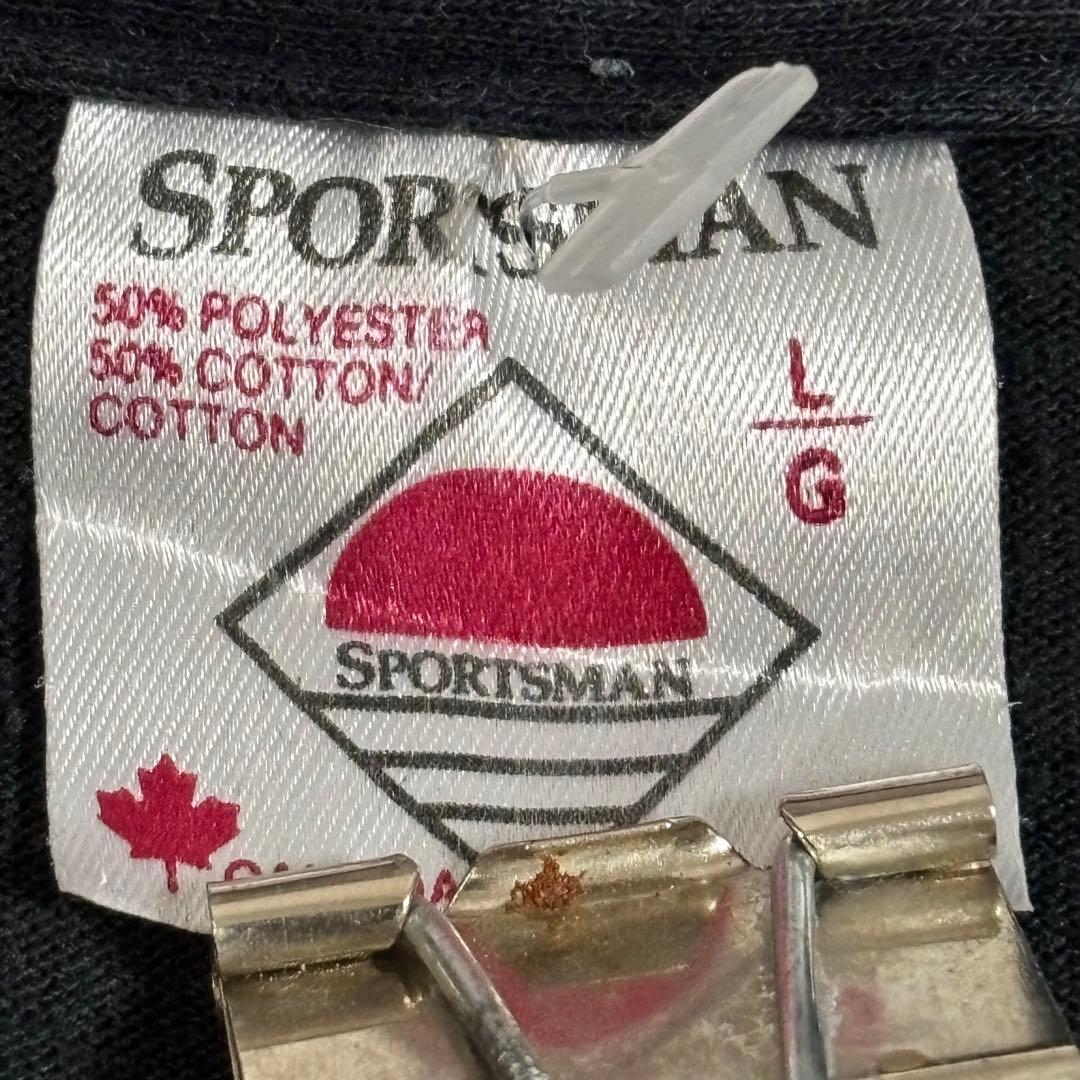 SPORTSMAN
50% POLYESTER
50% COTTON/
COTTON
L
G
SPORTSMAN